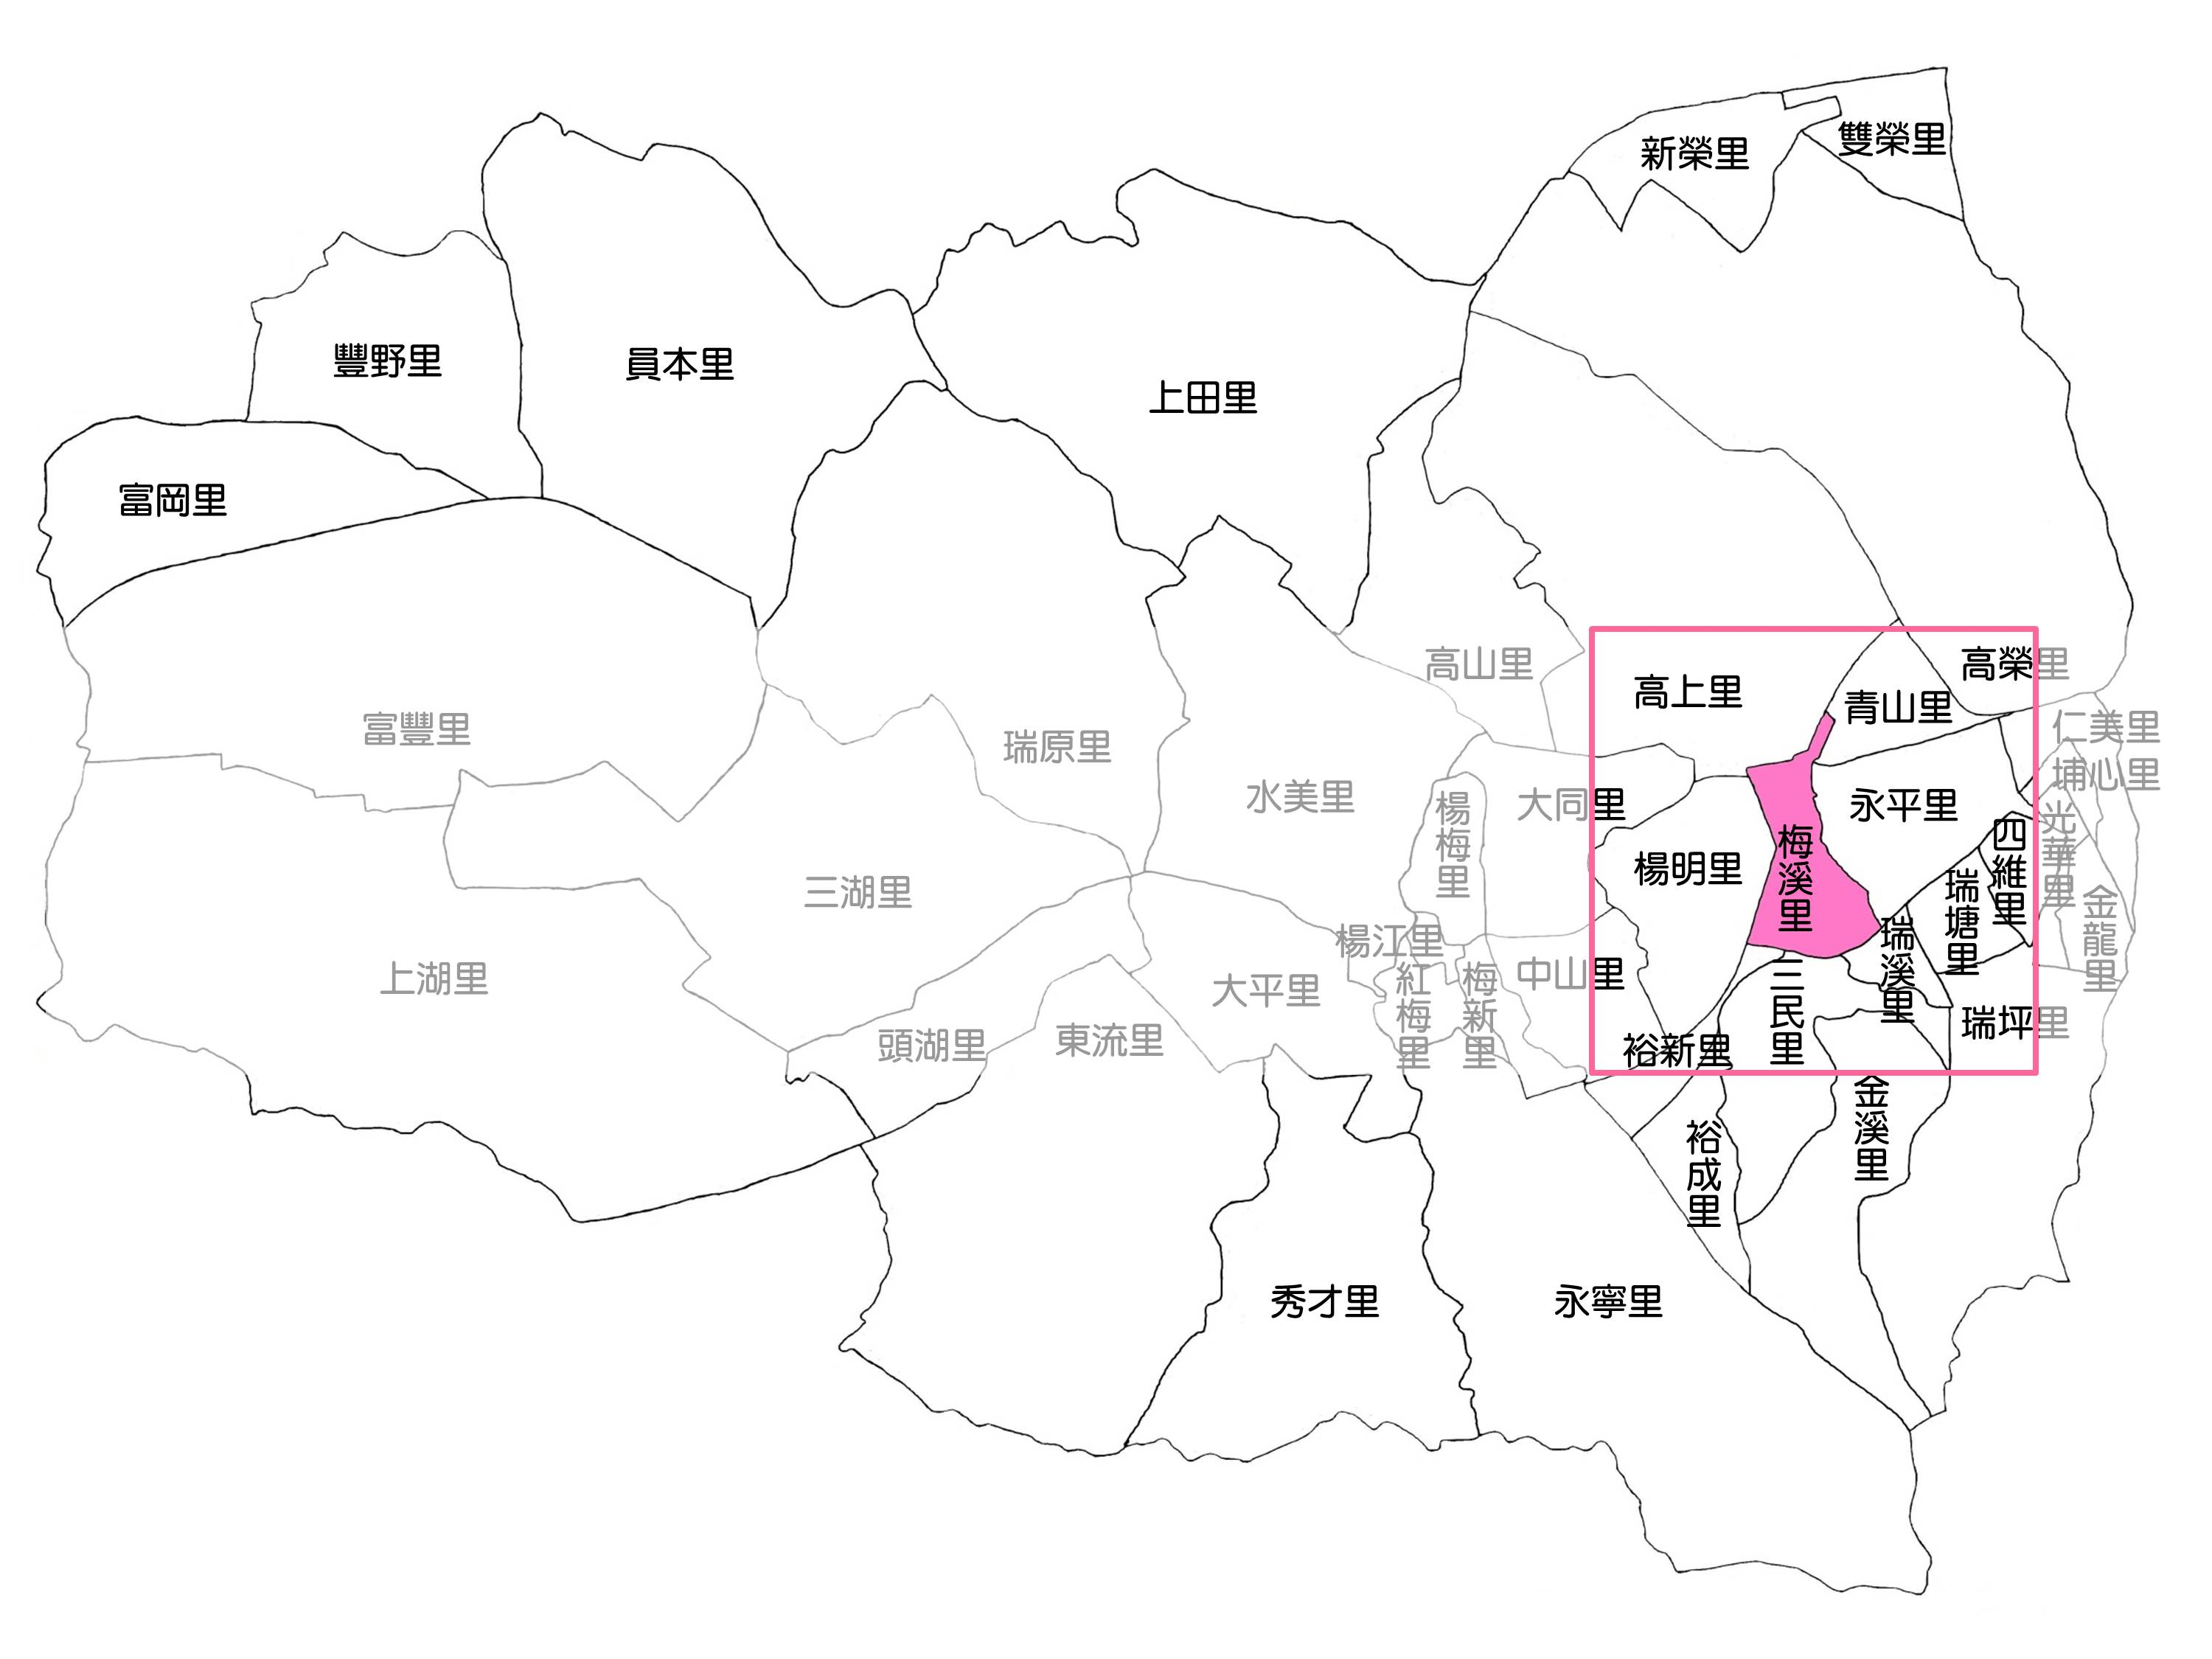 新榮里
雙榮里
豐野里
員本里
上田里
富岡里
高山里
高上里
高榮里
青山里
富豐里
瑞原里
仁美里
埔心里
水美里
楊梅里
大同里
永平里
光華里
四維里
楊明里
梅溪里
三湖里
瑞塘里
金龍里
楊江里
瑞溪里
上湖里
大平里
紅梅里
梅新里
中山里
三民里
瑞坪里
頭湖里
東流里
裕新里
金溪里
裕成里
秀才里
永寧里